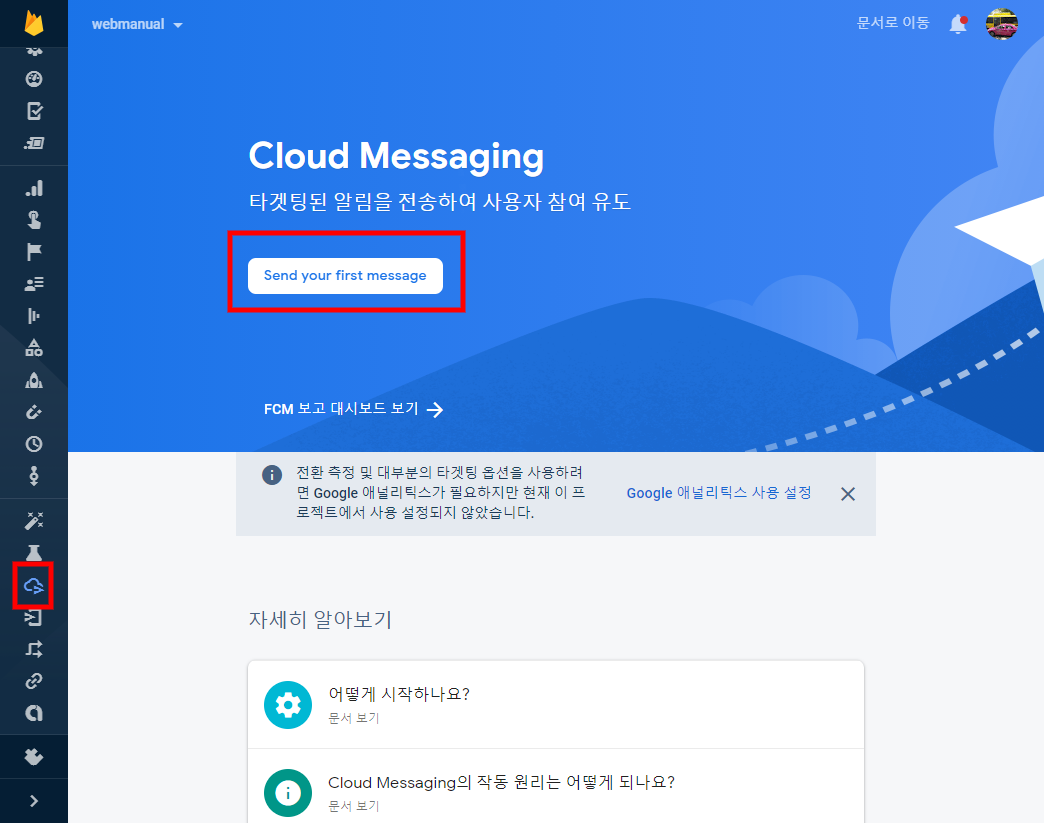 webmanual
문서로 이동
Cloud Messaging
타겟팅된 알림을 전송하여 사용자 참여 유도
Send your first message
FCM 보고 대시보드 보기
전환 측정 및 대부분의 타겟팅 옵션을 사용하려
면 Google 애널리틱스가 필요하지만 현재 이 프
로젝트에서 사용 설정되지 않았습니다.
Google 애널리틱스 사용 설정
자세히 알아보기
어떻게 시작하나요?
문서 보기
Cloud Messaging의 작동 원리는 어떻게 되나요?
문서 보기